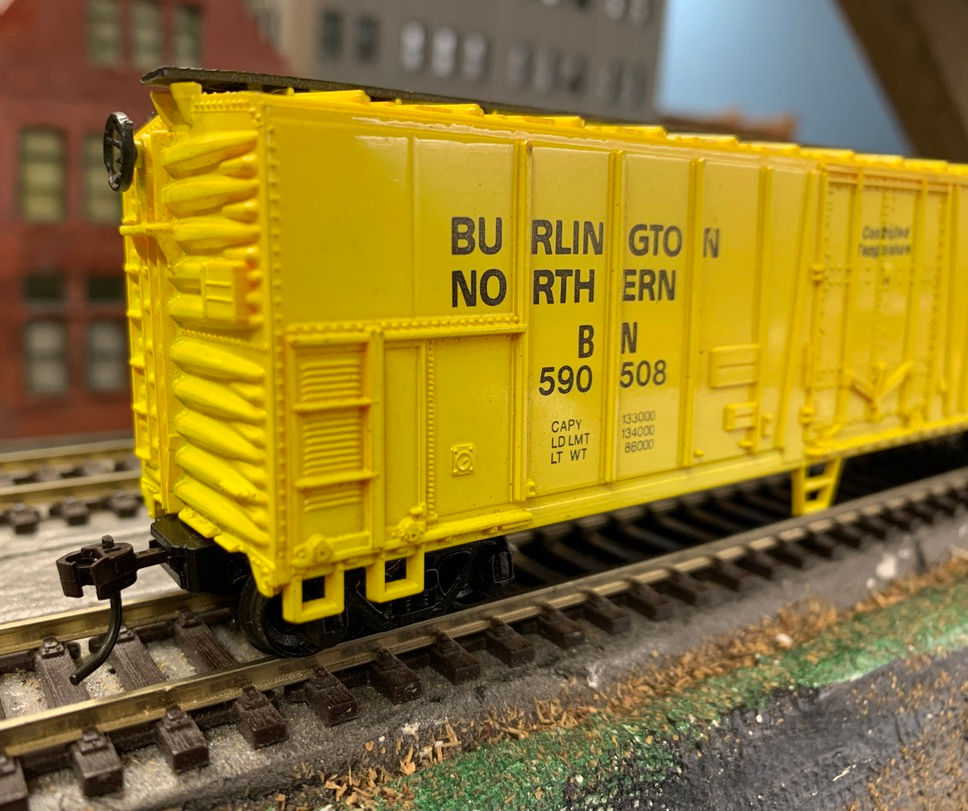 BURLINGTON
NORTHERN
BN
590508
CAPY 133000
LD LMT 134000
LT WT 86000
Controlled
Temperature